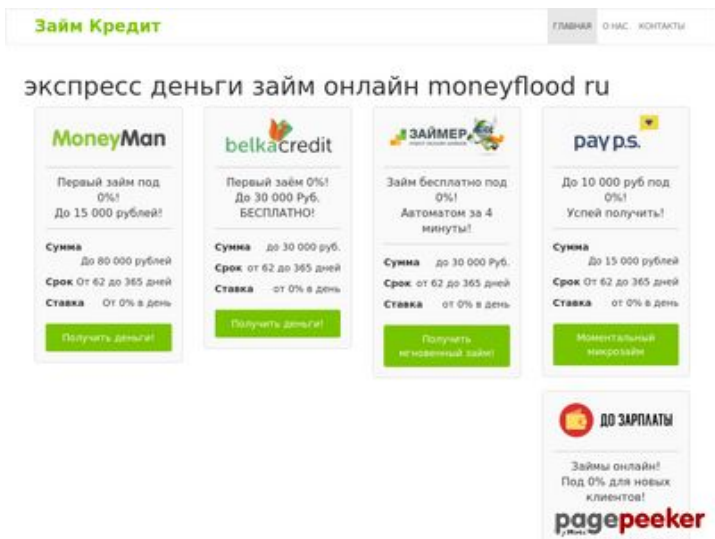 Займ Кредит
ГЛАВНАЯ О НАС КОНТАКТЫ
экспресс деньги займ онлайн moneyflood ru
MoneyMan
Первый займ под
0%!
До 15 000 рублей!
Сумма
До 80 000 рублей
Срок От 62 до 365 дней
Ставка От 0% в день
Получить деньги!
belkacredit
Первый заём 0%!
До 30 000 Руб.
БЕСПЛАТНО!
Сумма до 30 000 руб.
Срок от 62 до 365 дней
Ставка от 0% в день
Получить деньги!
ЗАЙМЕР
Займ бесплатно под
0%!
Автоматом за 4
минуты!
Сумма до 30 000 Руб.
Срок от 62 до 365 дней
Ставка от 0% в день
Получить
мгновенный займ!
pay p.s.
До 10 000 руб под
0%!
Успей получить!
Сумма
До 15 000 рублей
Срок От 62 до 365 дней
Ставка От 0% в день
Моментальный
микрозайм
ДО ЗАРПЛАТЫ
Займы онлайн!
Под 0% для новых
клиентов!
pagepeeker